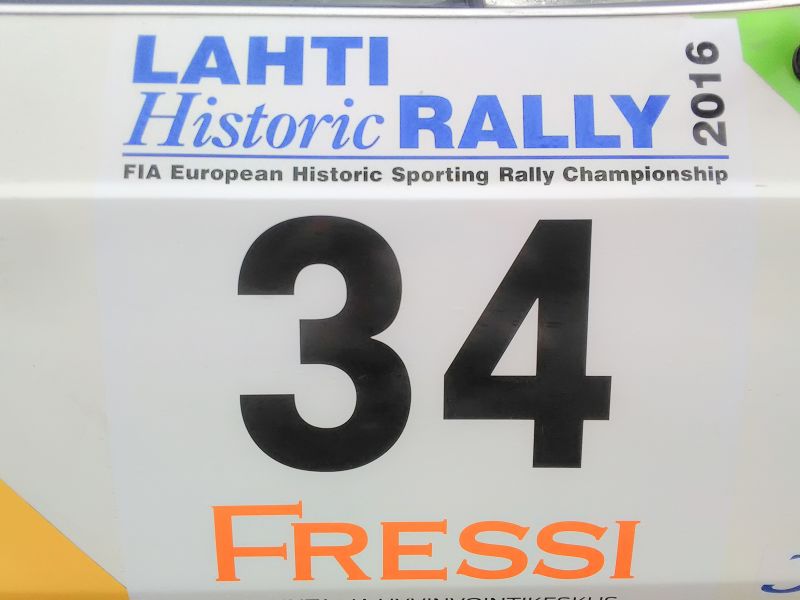 LAHTI
Historic RALLY
2016
FIA European Historic Sporting Rally Championship
34
FRESSI